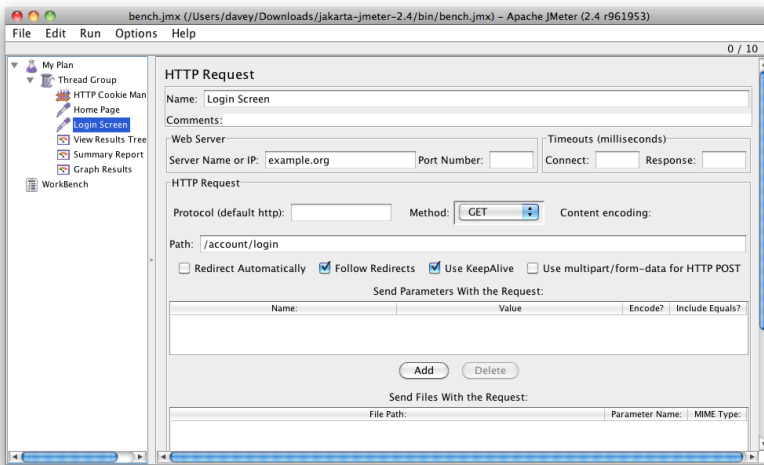 bench.jmx (/Users/davey/Downloads/jakarta-jmeter-2.4/bin/bench.jmx) – Apache JMeter (2.4 r961953)
File Edit Run Options Help
0 / 10
My Plan
Thread Group
HTTP Cookie Man
Home Page
Login Screen
View Results Tree
Summary Report
Graph Results
WorkBench
HTTP Request
Name: Login Screen
Comments:
Web Server
Server Name or IP: example.org Port Number:
Timeouts (milliseconds)
Connect: Response:
HTTP Request
Protocol (default http): Method: GET Content encoding:
Path: /account/login
Redirect Automatically Follow Redirects Use KeepAlive Use multipart/form-data for HTTP POST
Send Parameters With the Request:
Name: Value Encode? Include Equals?
Add Delete
Send Files With the Request:
File Path: Parameter Name: MIME Type: